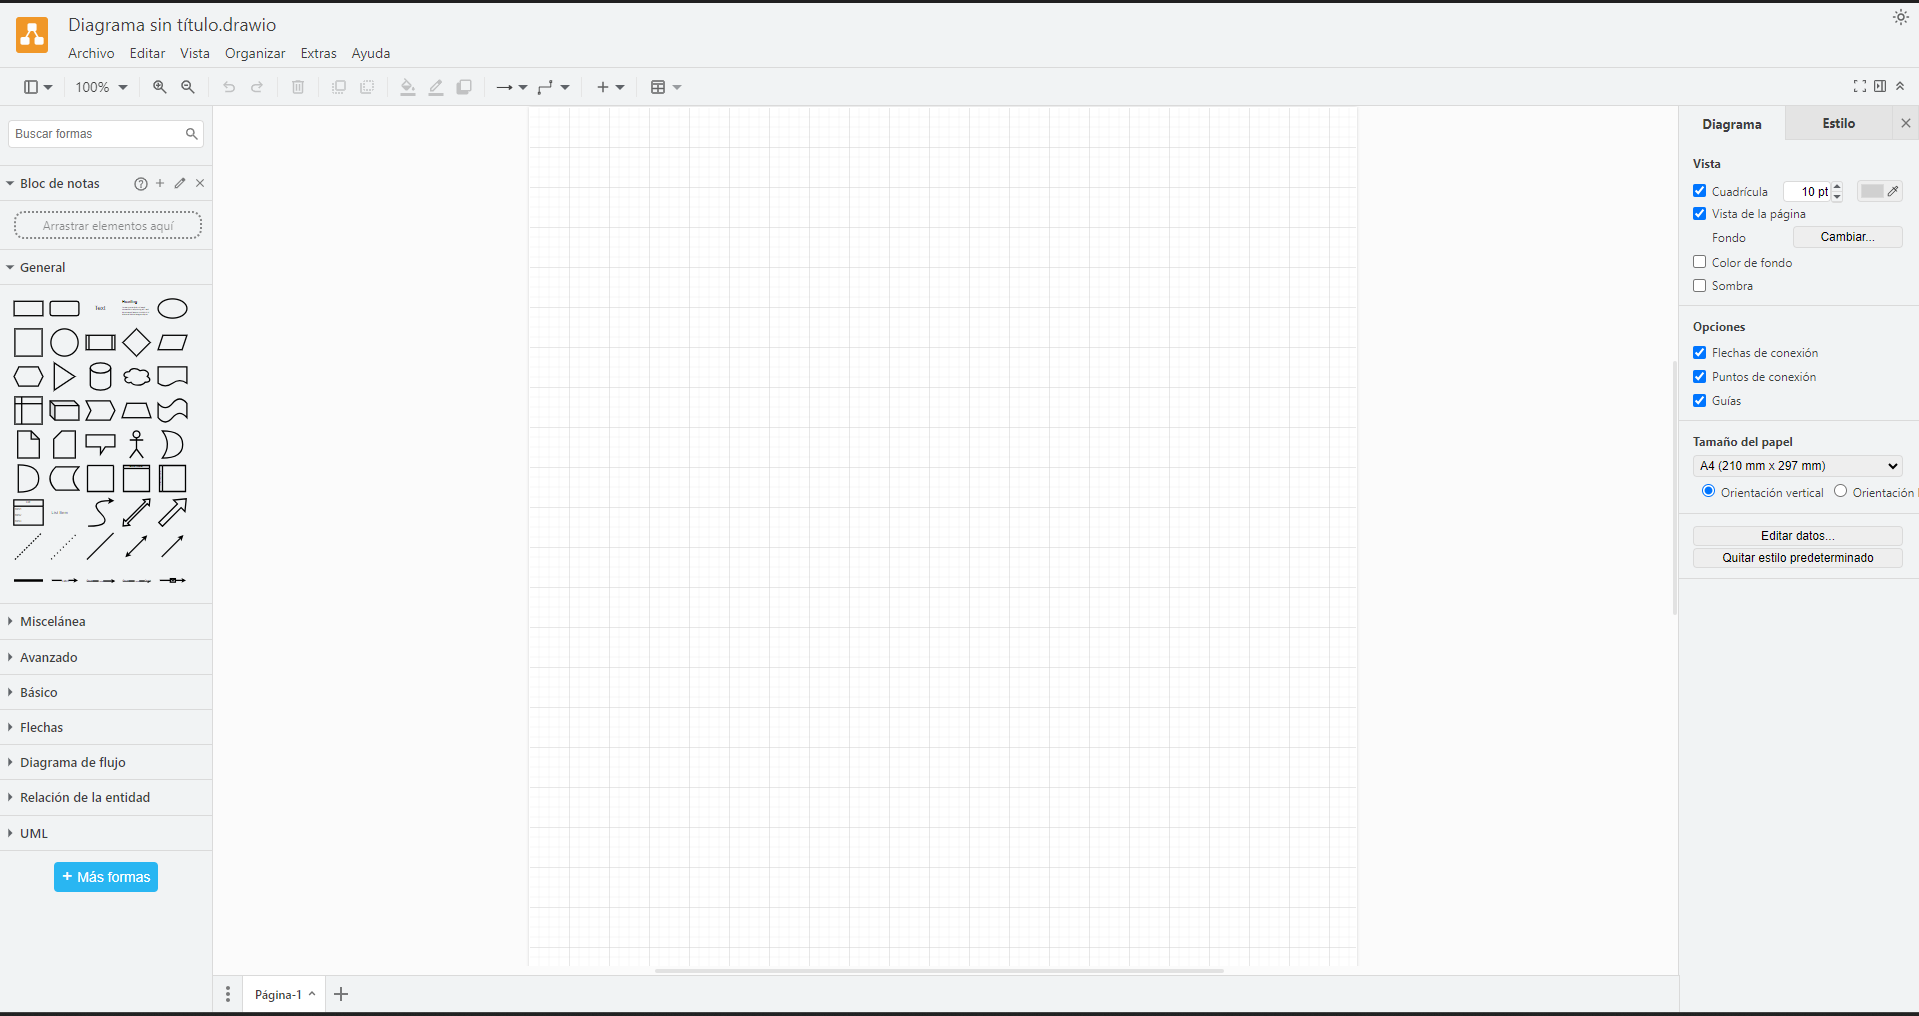 Diagrama sin título.drawio
Archivo Editar Vista Organizar Extras Ayuda
100%
Buscar formas
Bloc de notas
Arrastrar elementos aquí
General
Text
Heading
List Item
Miscelánea
Avanzado
Básico
Flechas
Diagrama de flujo
Relación de la entidad
UML
+ Más formas
Página-1
Diagrama Estilo
Vista
Cuadrícula 10 pt
Vista de la página
Fondo Cambiar...
Color de fondo
Sombra
Opciones
Flechas de conexión
Puntos de conexión
Guías
Tamaño del papel
A4 (210 mm x 297 mm)
Orientación vertical Orientación
Editar datos...
Quitar estilo predeterminado